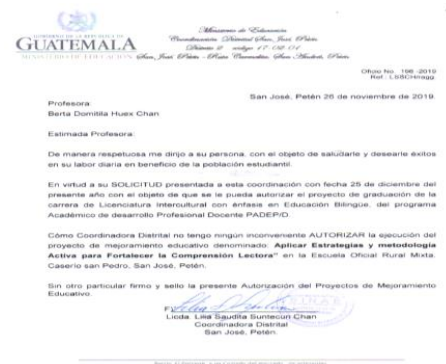 GOBIERNO DE LA REPÚBLICA DE
GUATEMALA
MINISTERIO DE EDUCACIÓN
Ministerio de Educación
Coordinación Distrital San José, Petén
Distrito código 17-02-01
San José, Petén - San Andrés, Petén
Oficio No. 196 -2019
San José, Petén 26 de noviembre de 2019.
Profesora:
Berta Domitila Huex Chan
Estimada Profesora:
De manera respetuosa me dirijo a su persona, con el objeto de saludarle y desearle éxitos
en su labor diaria en beneficio de la población estudiantil.
En virtud a su SOLICITUD presentada a esta coordinación con fecha 25 de diciembre del
presente año con el objeto de que se le pueda autorizar el proyecto de graduación de la
carrera de Licenciatura Intercultural con énfasis en Educación Bilingüe, del programa
Académico de desarrollo Profesional Docente PADEP/D.
Cómo Coordinadora Distrital no tengo ningún inconveniente AUTORIZAR la ejecución del
proyecto de mejoramiento educativo denominado: Aplicar Estrategias y metodología
Activa para Fortalecer la Comprensión Lectora" en la Escuela Oficial Rural Mixta.
Caserío san Pedro, San José, Petén.
Sin otro particular firmo y sello la presente Autorización del Proyectos de Mejoramiento
Educativo.
Licda. Lilia Saudita Suntecún Chan
Coordinadora Distrital
San José, Petén.